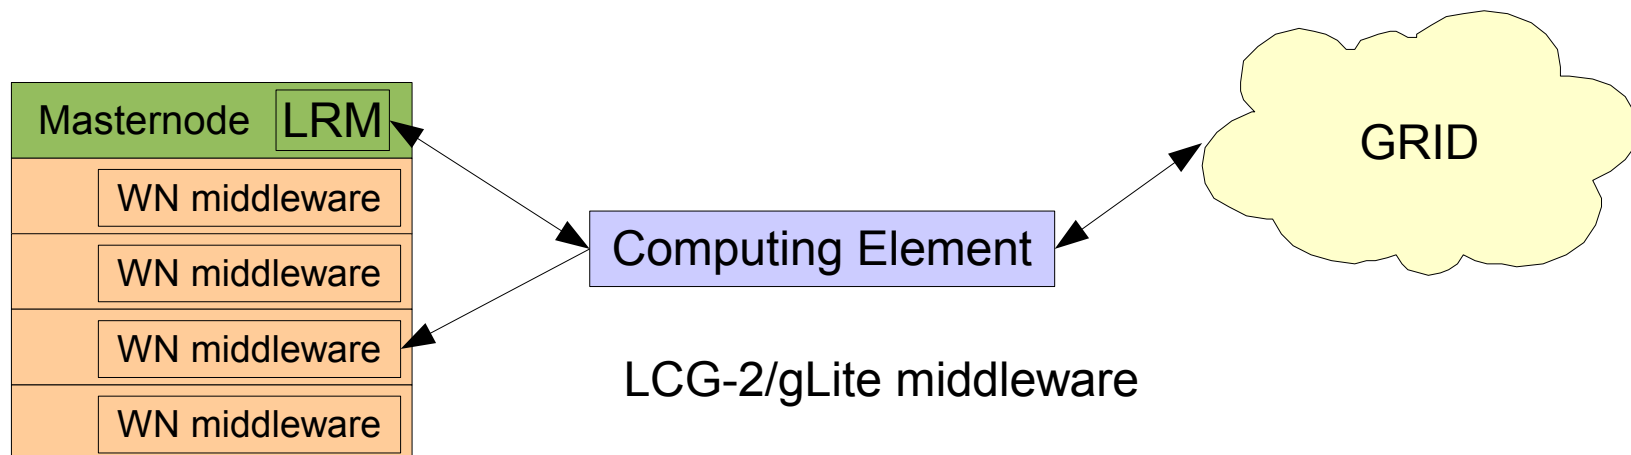 Masternode LRM
WN middleware
WN middleware
WN middleware
WN middleware
Computing Element
LCG-2/gLite middleware
GRID